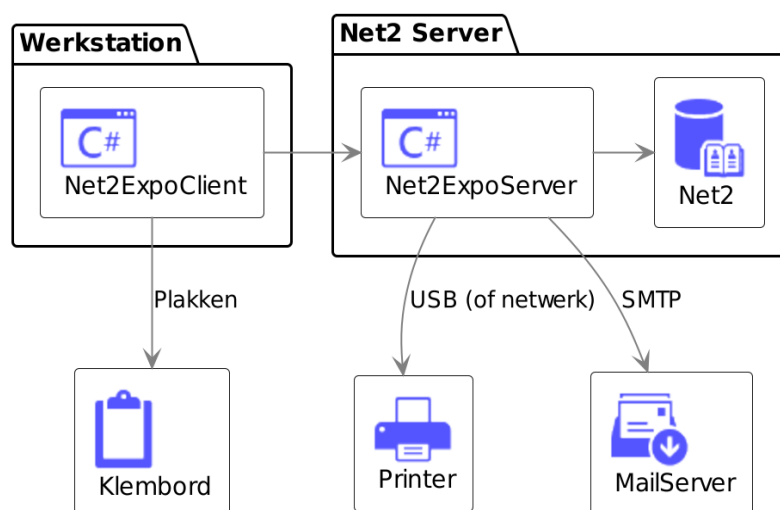 Werkstation
Net2 Server
C#
Net2ExpoClient
C#
Net2ExpoServer
Net2
Plakken
USB (of netwerk)
SMTP
Klembord
Printer
MailServer